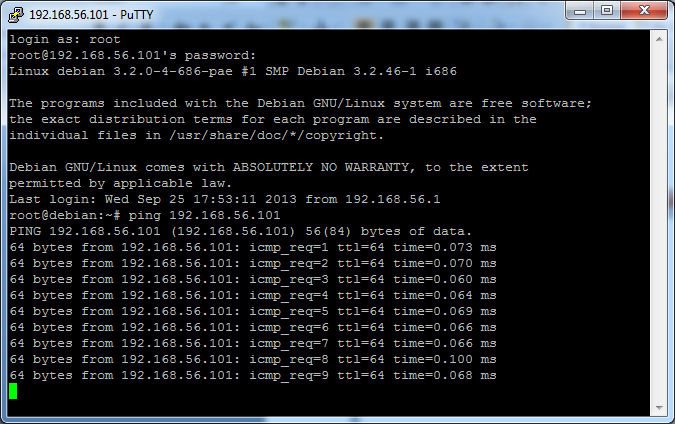 192.168.56.101 - PuTTY
login as: root
root@192.168.56.101's password:
Linux debian 3.2.0-4-686-pae #1 SMP Debian 3.2.46-1 i686
The programs included with the Debian GNU/Linux system are free software;
the exact distribution terms for each program are described in the
individual files in /usr/share/doc/*/copyright.
Debian GNU/Linux comes with ABSOLUTELY NO WARRANTY, to the extent
permitted by applicable law.
Last login: Wed Sep 25 17:53:11 2013 from 192.168.56.1
root@debian:~# ping 192.168.56.101
PING 192.168.56.101 (192.168.56.101) 56(84) bytes of data.
64 bytes from 192.168.56.101: icmp_req=1 ttl=64 time=0.073 ms
64 bytes from 192.168.56.101: icmp_req=2 ttl=64 time=0.070 ms
64 bytes from 192.168.56.101: icmp_req=3 ttl=64 time=0.060 ms
64 bytes from 192.168.56.101: icmp_req=4 ttl=64 time=0.064 ms
64 bytes from 192.168.56.101: icmp_req=5 ttl=64 time=0.069 ms
64 bytes from 192.168.56.101: icmp_req=6 ttl=64 time=0.066 ms
64 bytes from 192.168.56.101: icmp_req=7 ttl=64 time=0.066 ms
64 bytes from 192.168.56.101: icmp_req=8 ttl=64 time=0.100 ms
64 bytes from 192.168.56.101: icmp_req=9 ttl=64 time=0.068 ms